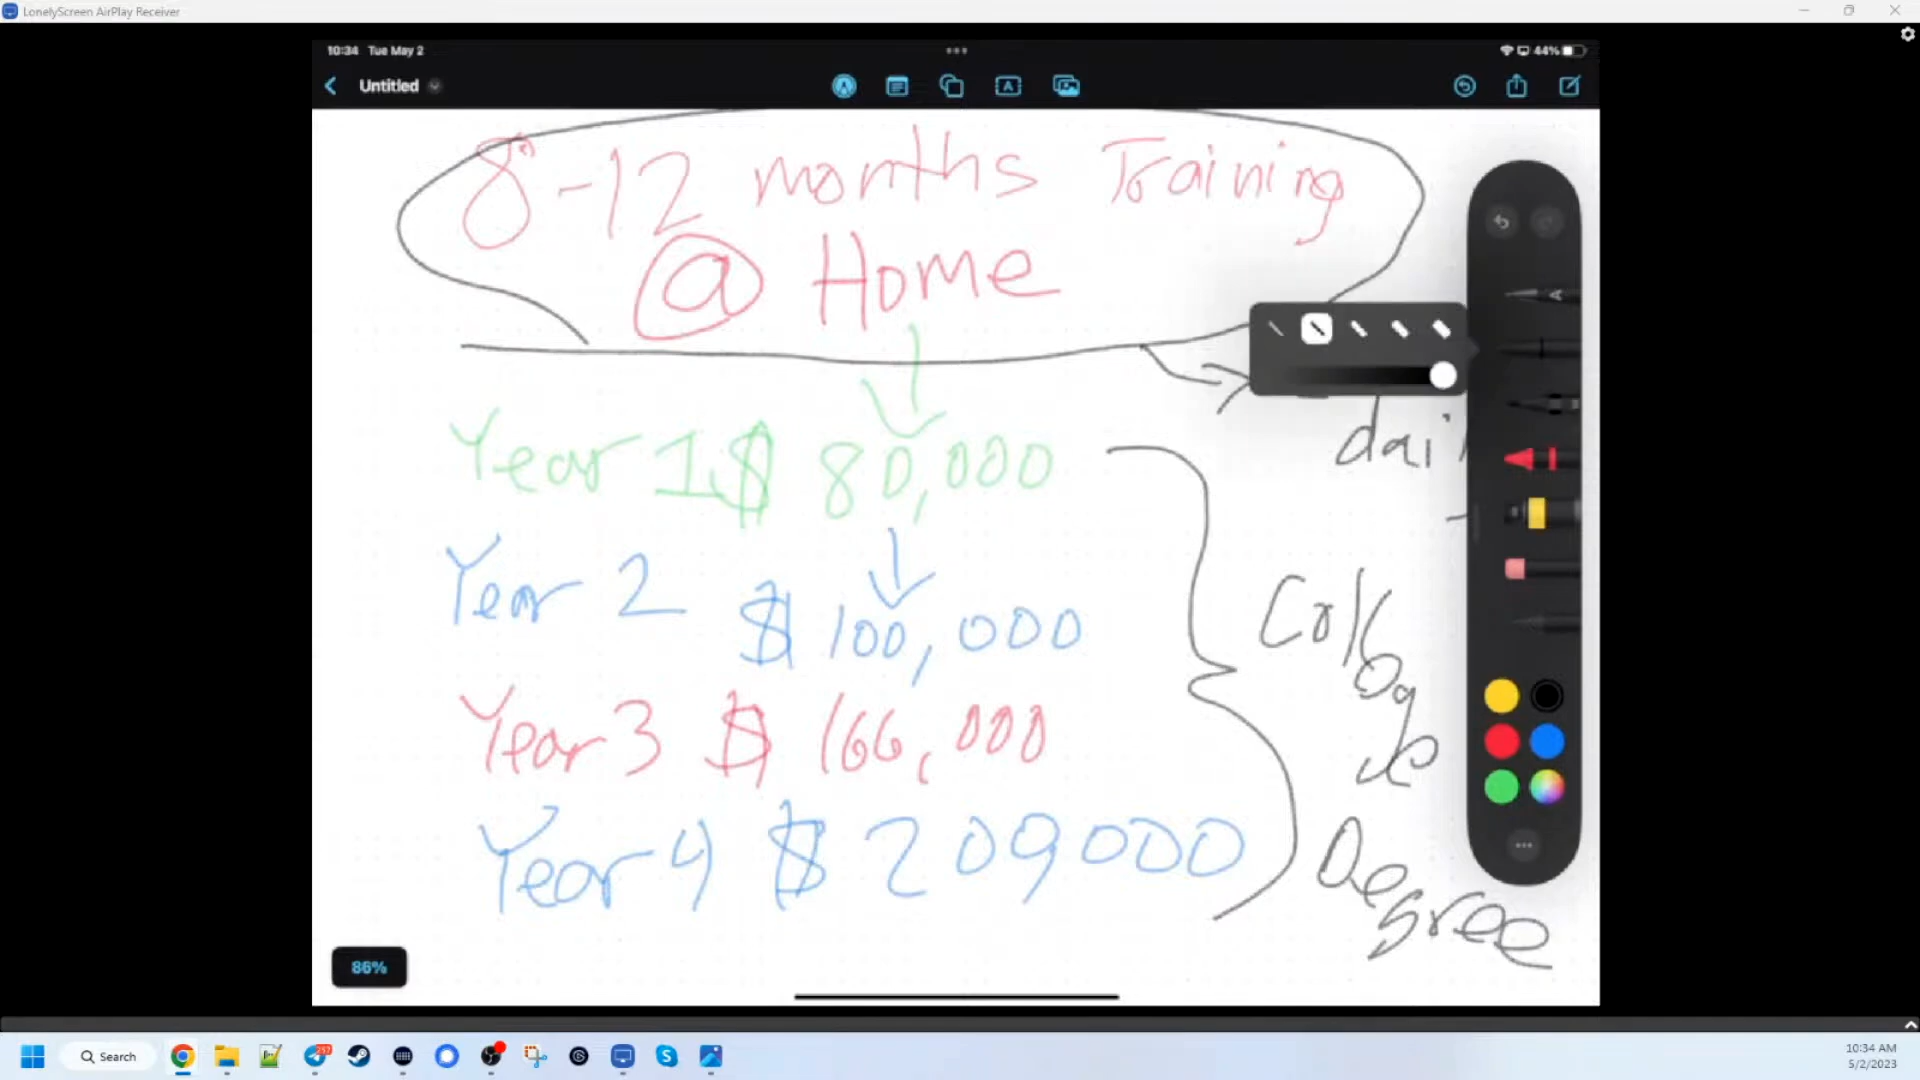 LonelyScreen AirPlay Receiver
10:34 Tue May 2
44%
Untitled
8-12 months Training
@ Home
dai
Year 1 $ 80,000
Year 2 $ 100,000
Year 3 $ 166,000
Year 4 $ 209000
Degree
86%
Search
10:34 AM
5/2/2023